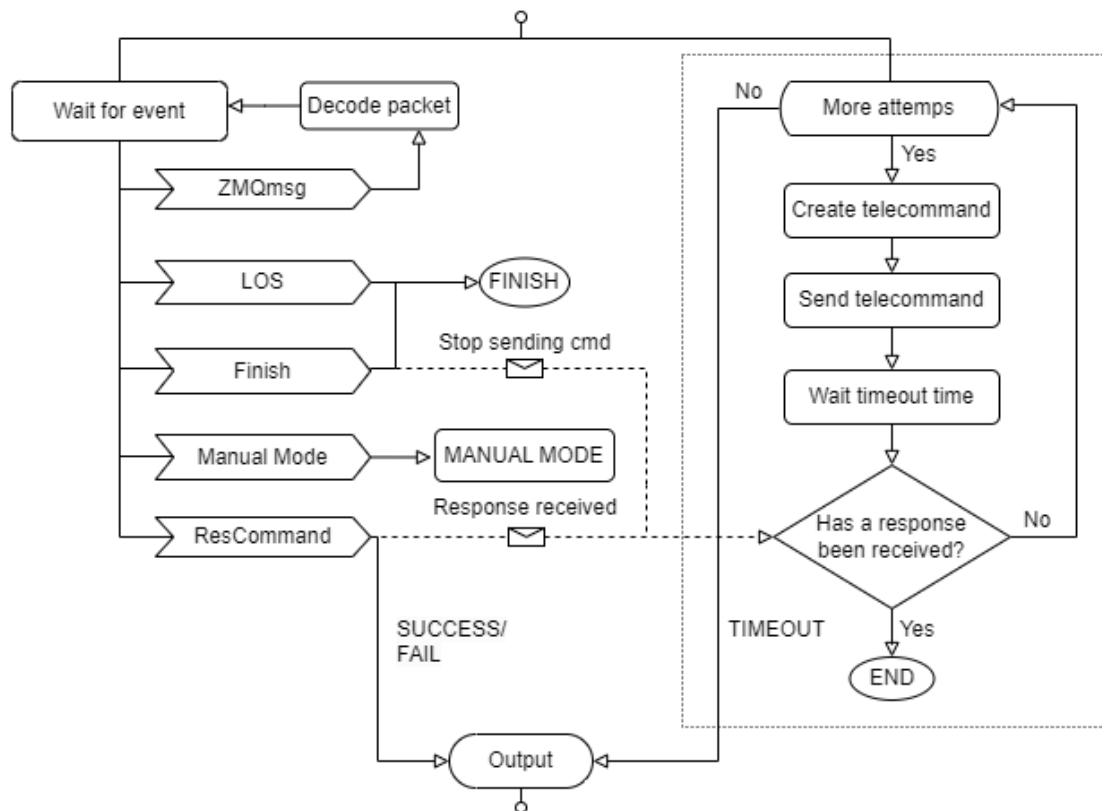 Wait for event
Decode packet
No
More attemps
Yes
ZMQmsg
Create telecommand
LOS
FINISH
Send telecommand
Stop sending cmd
Finish
Wait timeout time
Manual Mode
MANUAL MODE
Response received
ResCommand
Has a response
been received?
No
SUCCESS/
FAIL
TIMEOUT
Yes
END
Output